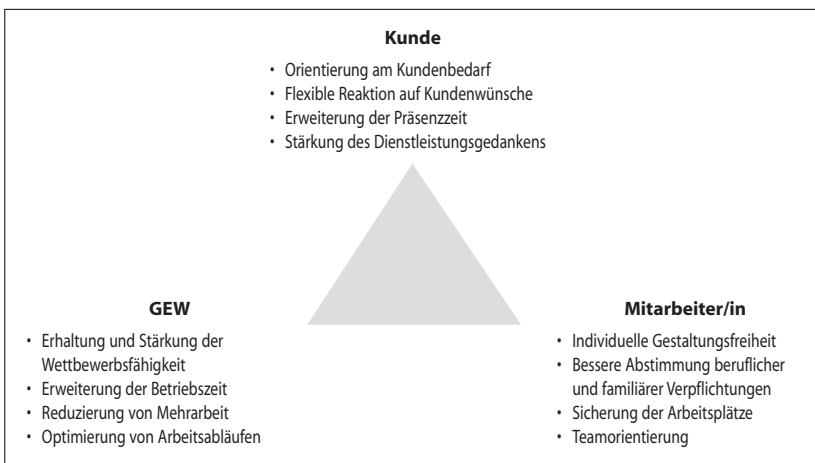 Kunde
• Orientierung am Kundenbedarf
• Flexible Reaktion auf Kundenwünsche
• Erweiterung der Präsenzzeit
• Stärkung des Dienstleistungsgedankens
GEW
• Erhaltung und Stärkung der
Wettbewerbsfähigkeit
• Erweiterung der Betriebszeit
• Reduzierung von Mehrarbeit
• Optimierung von Arbeitsabläufen
Mitarbeiter/in
• Individuelle Gestaltungsfreiheit
• Bessere Abstimmung beruflicher
und familiärer Verpflichtungen
• Sicherung der Arbeitsplätze
• Teamorientierung